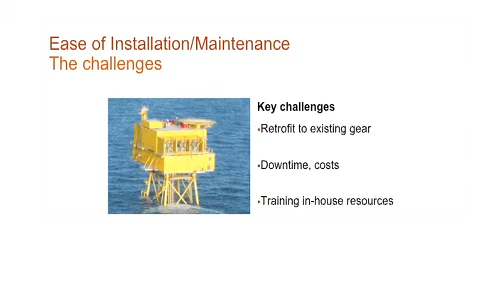 Ease of Installation/Maintenance
The challenges
Key challenges
•Retrofit to existing gear
•Downtime, costs
•Training in-house resources